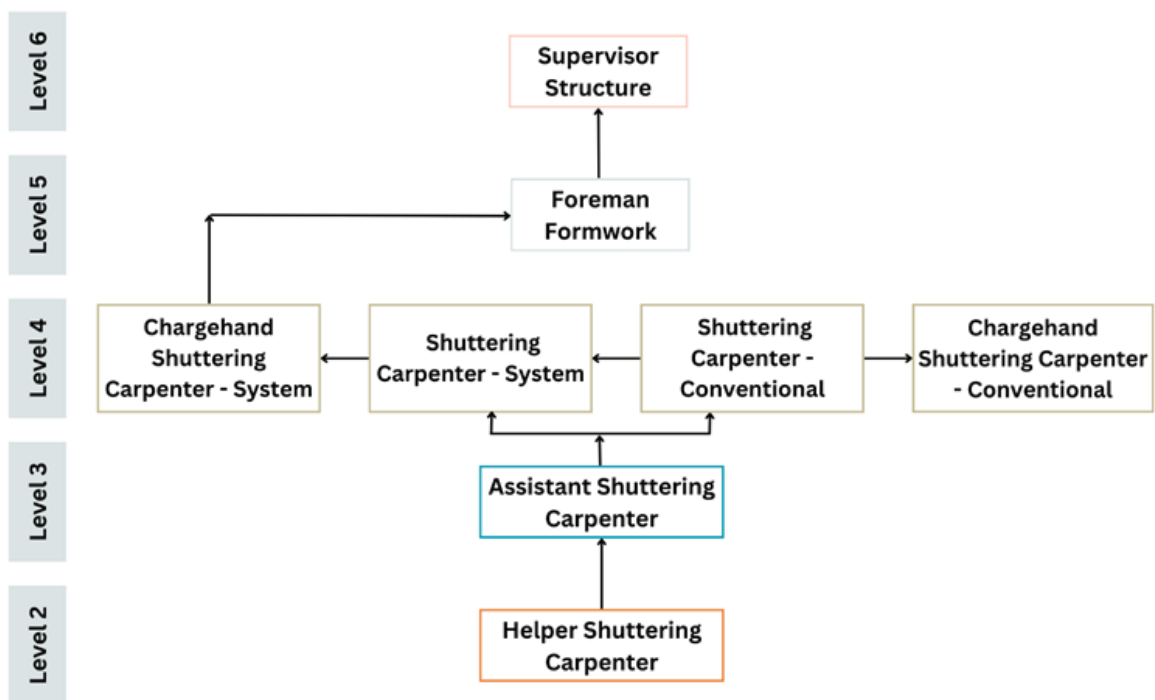 Level 6
Supervisor
Structure
Level 5
Foreman
Formwork
Level 4
Chargehand
Shuttering
Carpenter - System
Shuttering
Carpenter - System
Shuttering
Carpenter -
Conventional
Chargehand
Shuttering Carpenter
- Conventional
Level 3
Assistant Shuttering
Carpenter
Level 2
Helper Shuttering
Carpenter